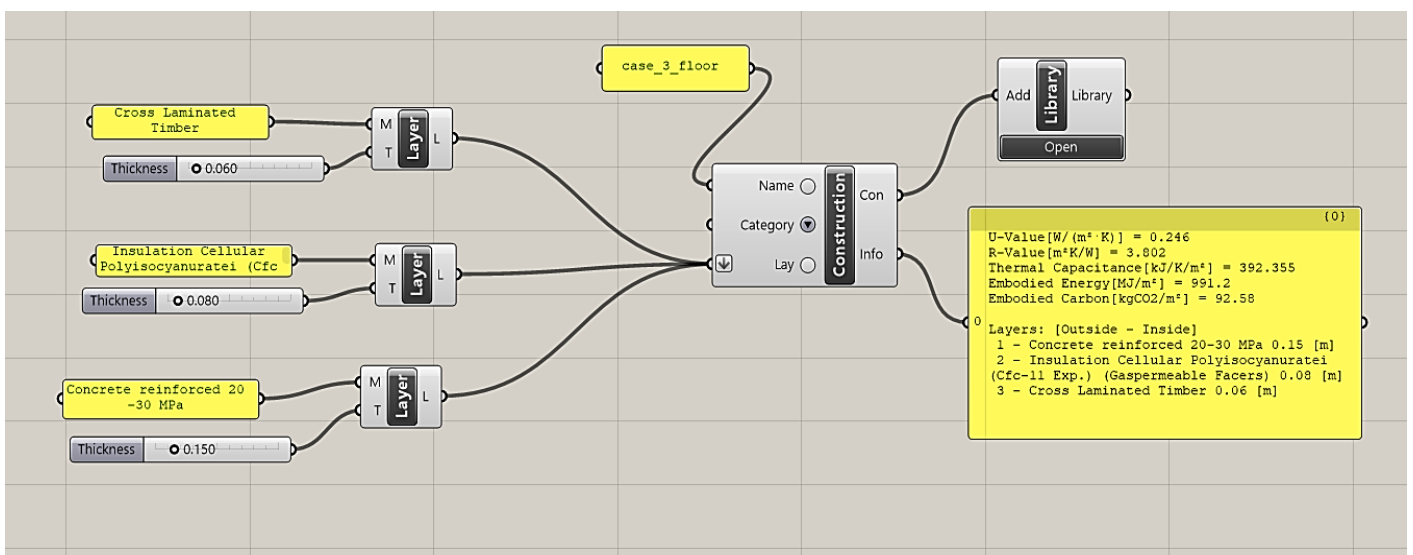 case_3_floor
Add
Library
Library
Open
Cross Laminated
Timber
M
T
Layer
L
Thickness
0.060
Name
Category
Lay
Construction
Con
Info
Insulation Cellular
Polyisocyanuratei (Cfc
M
T
Layer
L
Thickness
0.080
Concrete reinforced 20
-30 MPa
M
T
Layer
L
Thickness
0.150
{0}
0
U-Value[W/(m²·K)] = 0.246
R-Value[m²K/W] = 3.802
Thermal Capacitance[kJ/K/m²] = 392.355
Embodied Energy[MJ/m²] = 991.2
Embodied Carbon[kgCO2/m²] = 92.58
Layers: [Outside - Inside]
1 - Concrete reinforced 20-30 MPa 0.15 [m]
2 - Insulation Cellular Polyisocyanuratei
(Cfc-11 Exp.) (Gaspermeable Facers) 0.08 [m]
3 - Cross Laminated Timber 0.06 [m]